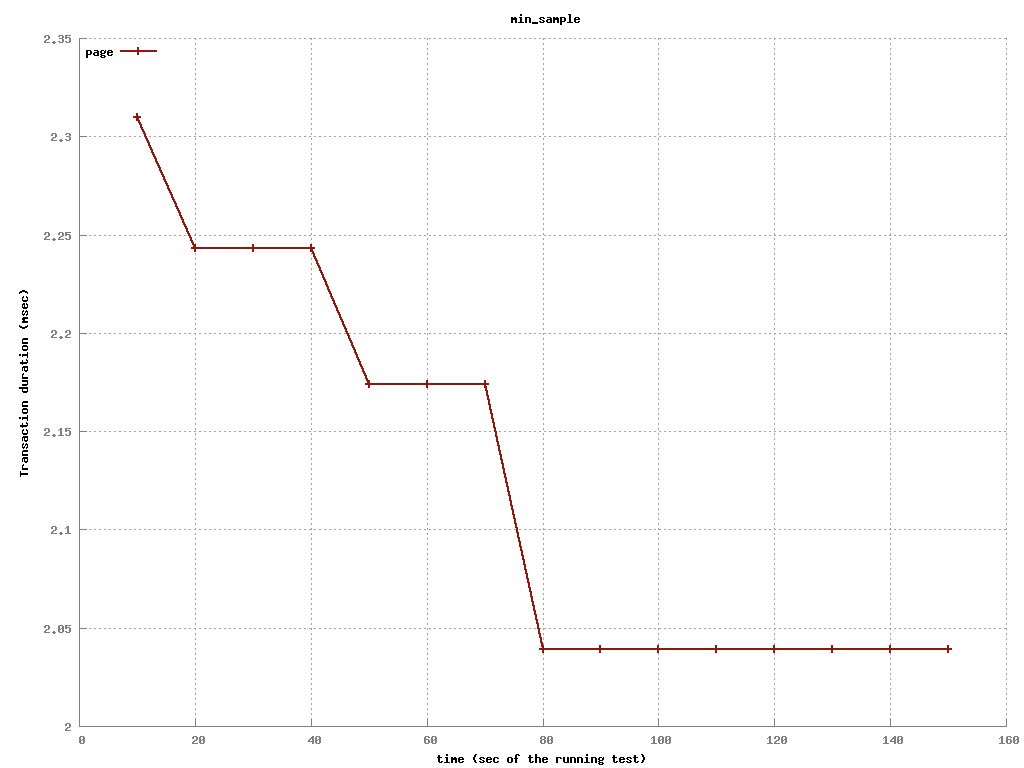 min_sample
page
2.35
2.3
2.25
2.2
2.15
2.1
2.05
2
0 20 40 60 80 100 120 140 160
Transaction duration (msec)
time (sec of the running test)